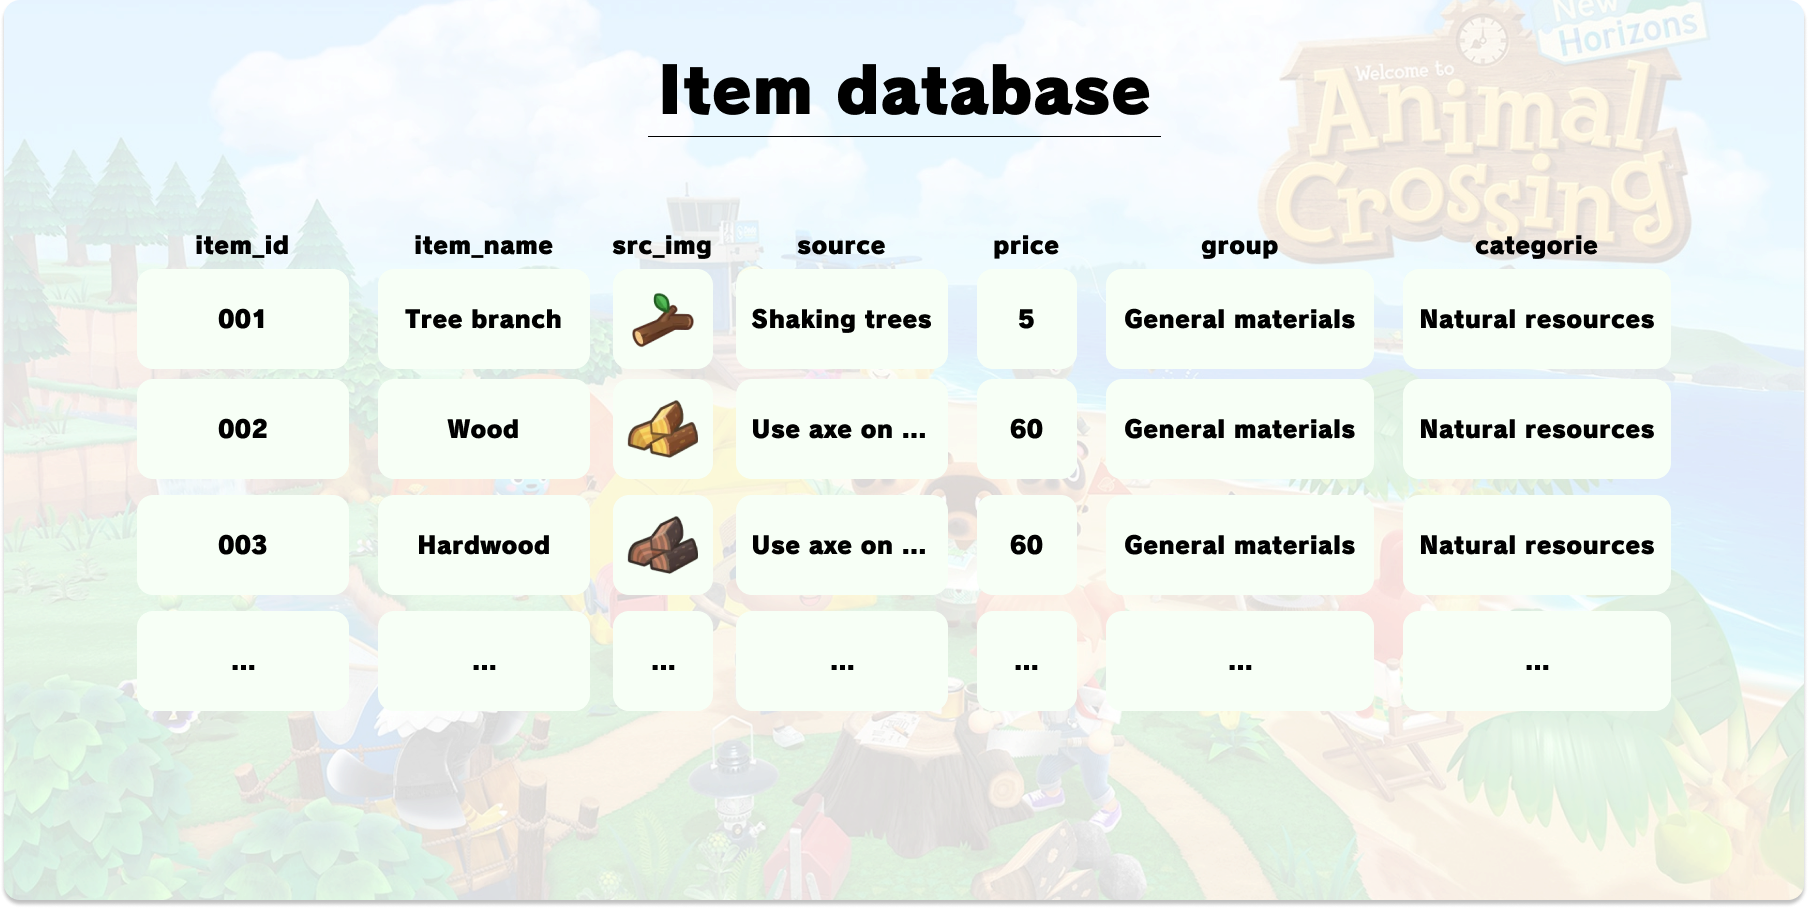 New
Horizons
Welcome to
Animal
Crossing
Item database
item_id item_name src_img source price group categorie
001 Tree branch Shaking trees 5 General materials Natural resources
002 Wood Use axe on ... 60 General materials Natural resources
003 Hardwood Use axe on ... 60 General materials Natural resources
... ... ... ... ... ... ...